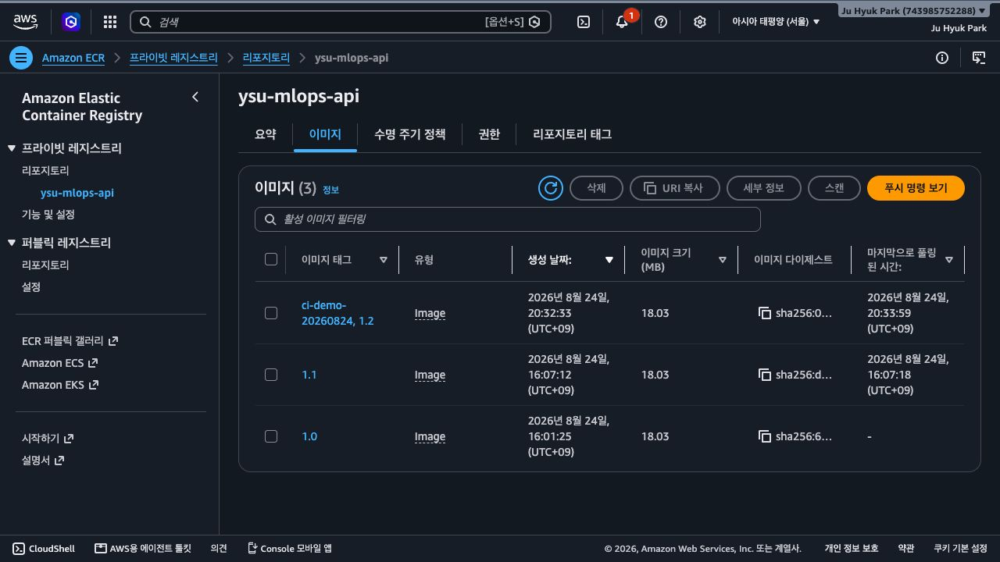 aws
검색
[옵션+S]
1
아시아 태평양 (서울)
Ju Hyuk Park (743985752288)
Ju Hyuk Park
Amazon ECR
프라이빗 레지스트리
리포지토리
ysu-mlops-api
Amazon Elastic
Container Registry
프라이빗 레지스트리
리포지토리
ysu-mlops-api
기능 및 설정
퍼블릭 레지스트리
리포지토리
설정
ECR 퍼블릭 갤러리
Amazon ECS
Amazon EKS
시작하기
설명서
ysu-mlops-api
요약
이미지
수명 주기 정책
권한
리포지토리 태그
이미지 (3) 정보
삭제
URI 복사
세부 정보
스캔
푸시 명령 보기
활성 이미지 필터링
이미지 태그
유형
생성 날짜:
이미지 크기
(MB)
이미지 다이제스트
마지막으로 풀링
된 시간:
ci-demo-
20260824, 1.2
Image
2026년 8월 24일,
20:32:33
(UTC+09)
18.03
sha256:0...
2026년 8월 24일,
20:33:59
(UTC+09)
1.1
Image
2026년 8월 24일,
16:07:12
(UTC+09)
18.03
sha256:d...
2026년 8월 24일,
16:07:18
(UTC+09)
1.0
Image
2026년 8월 24일,
16:01:25
(UTC+09)
18.03
sha256:6...
-
CloudShell
AWS용 에이전트 툴킷
의견
Console 모바일 앱
© 2026, Amazon Web Services, Inc. 또는 계열사.
개인 정보 보호
약관
쿠키 기본 설정